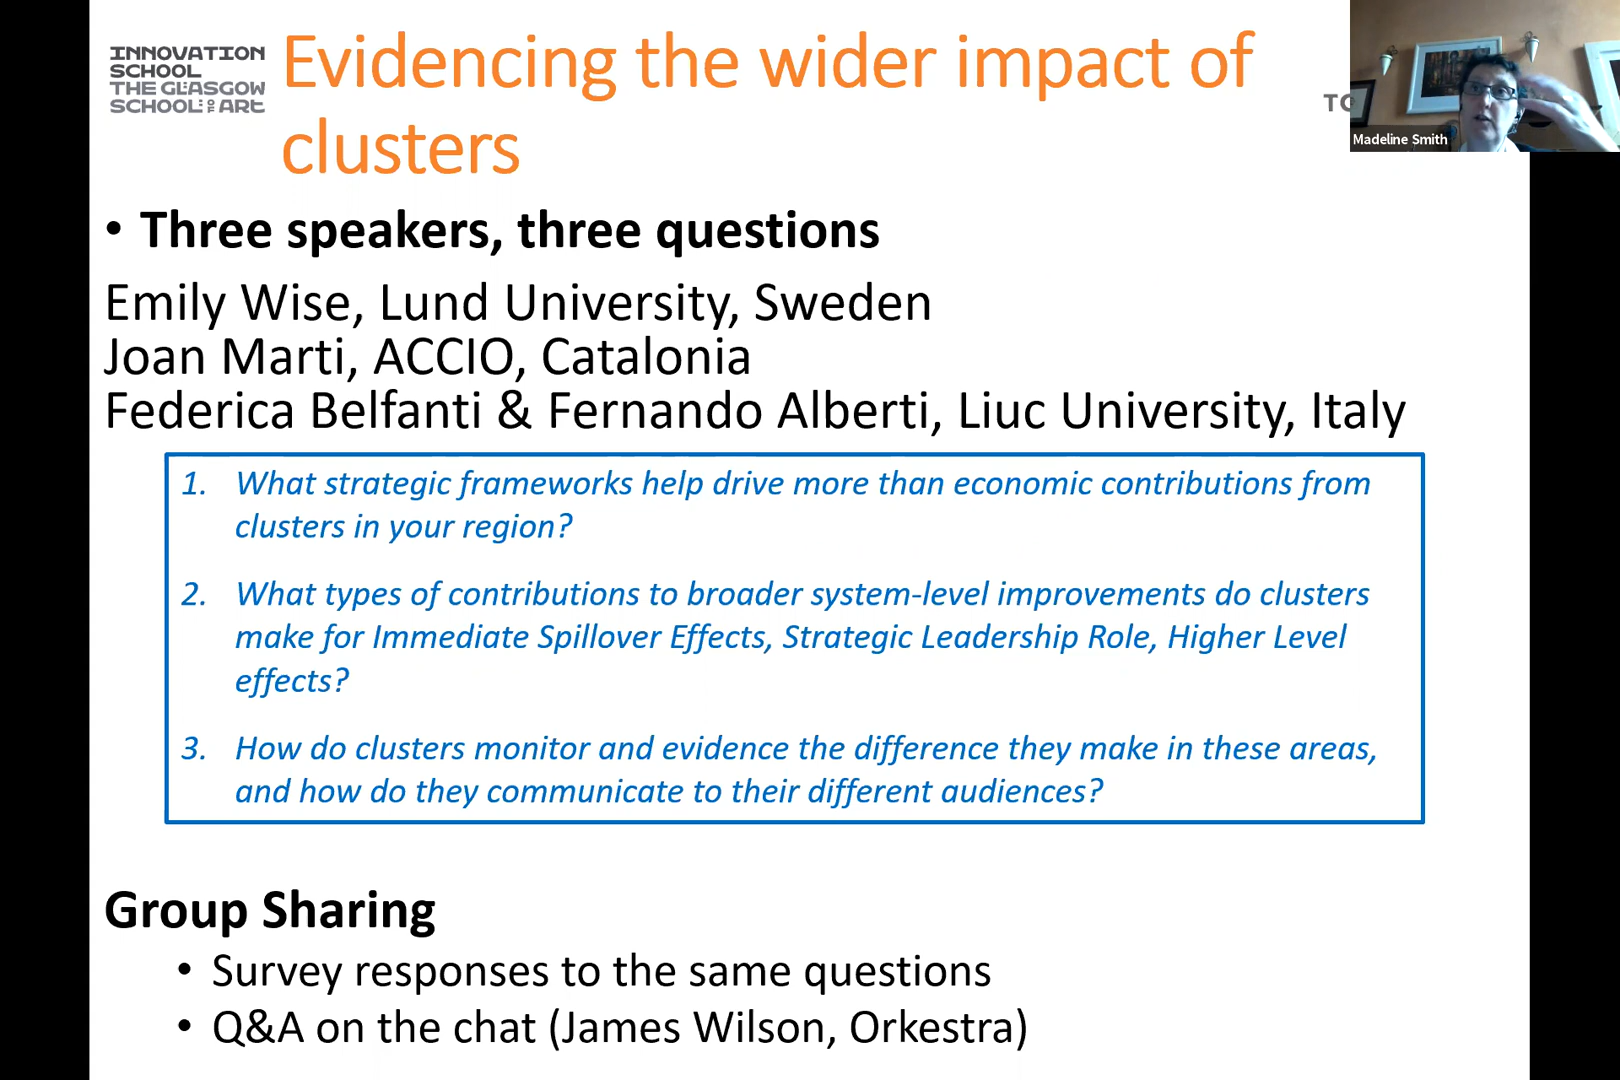 INNOVATION
SCHOOL
THE GLASGOW
SCHOOL OF ART
Evidencing the wider impact of
clusters
TO
Madeline Smith
• Three speakers, three questions
Emily Wise, Lund University, Sweden
Joan Marti, ACCIO, Catalonia
Federica Belfanti & Fernando Alberti, Liuc University, Italy
1. What strategic frameworks help drive more than economic contributions from
clusters in your region?
2. What types of contributions to broader system-level improvements do clusters
make for Immediate Spillover Effects, Strategic Leadership Role, Higher Level
effects?
3. How do clusters monitor and evidence the difference they make in these areas,
and how do they communicate to their different audiences?
Group Sharing
• Survey responses to the same questions
• Q&A on the chat (James Wilson, Orkestra)